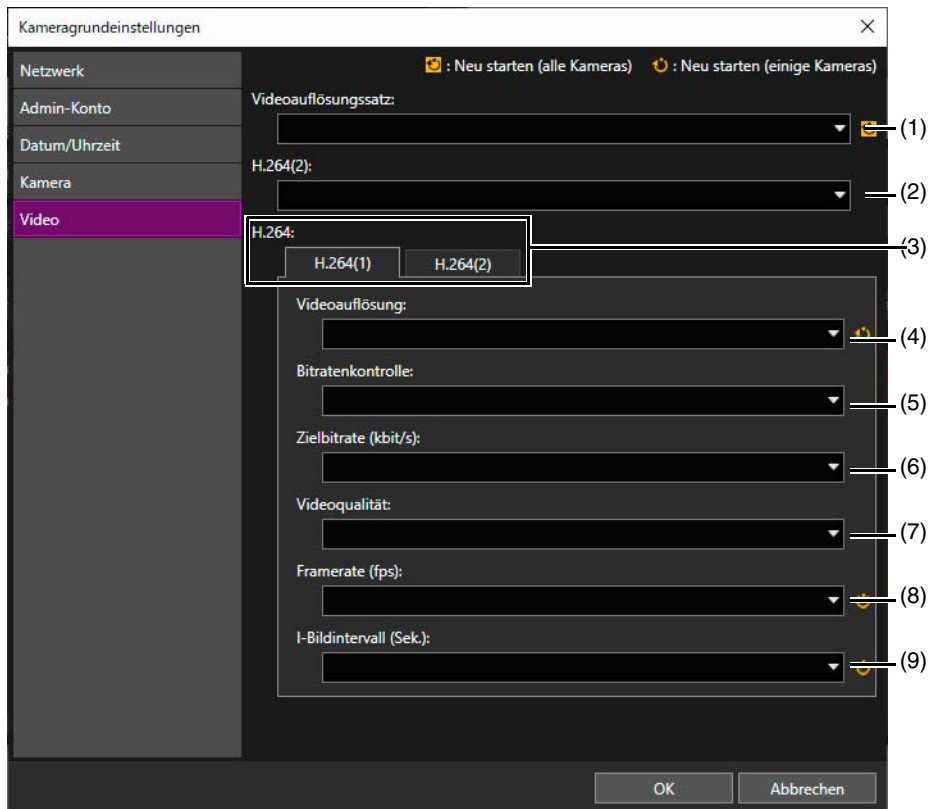 Kameragrundeinstellungen
Netzwerk
Admin-Konto
Datum/Uhrzeit
Kamera
Video
: Neu starten (alle Kameras) : Neu starten (einige Kameras)
Videoauflösungssatz:
(1)
H.264(2):
(2)
H.264:
(3)
H.264(1) H.264(2)
Videoauflösung:
(4)
Bitratenkontrolle:
(5)
Zielbitrate (kbit/s):
(6)
Videoqualität:
(7)
Framerate (fps):
(8)
I-Bildintervall (Sek.):
(9)
OK Abbrechen